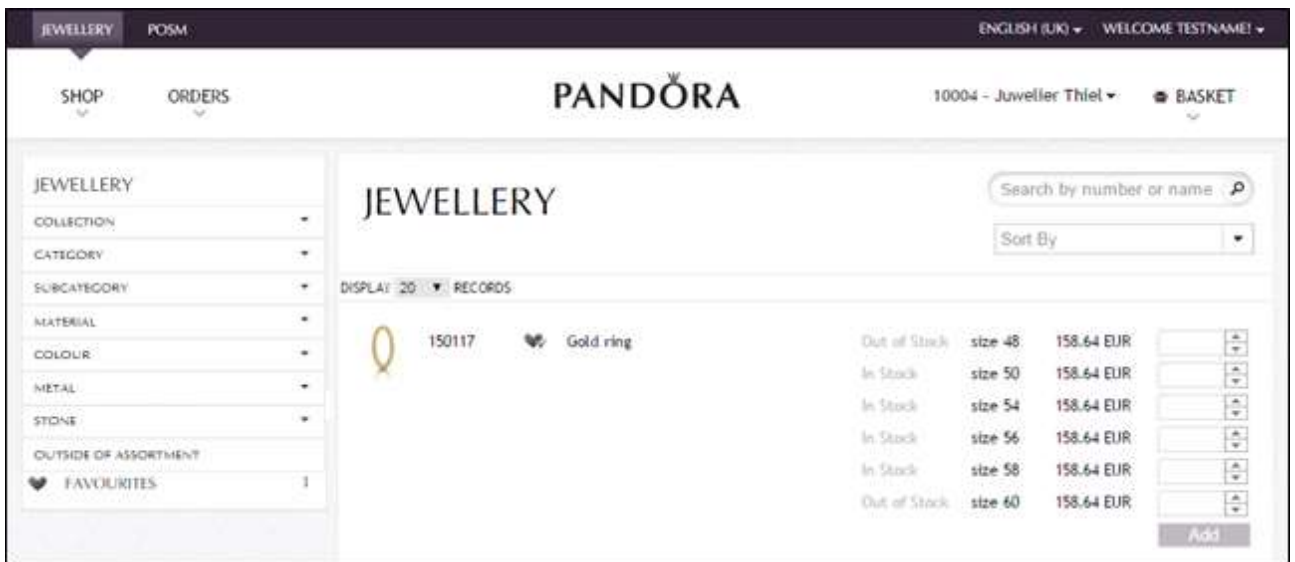 JEWELLERY POSM ENGLISH (UK) WELCOME TESTNAME!
SHOP ORDERS PANDÖRA 10004 - Juwelier Thiel BASKET
JEWELLERY
COLLECTION
CATEGORY
SUBCATEGORY
MATERIAL
COLOUR
METAL
STONE
OUTSIDE OF ASSORTMENT
FAVOURITES 1
JEWELLERY
Search by number or name
Sort By
DISPLAY 20 RECORDS
150117 Gold ring Out of Stock size 48 158.64 EUR
In Stock size 50 158.64 EUR
In Stock size 54 158.64 EUR
In Stock size 56 158.64 EUR
In Stock size 58 158.64 EUR
Out of Stock size 60 158.64 EUR
Add